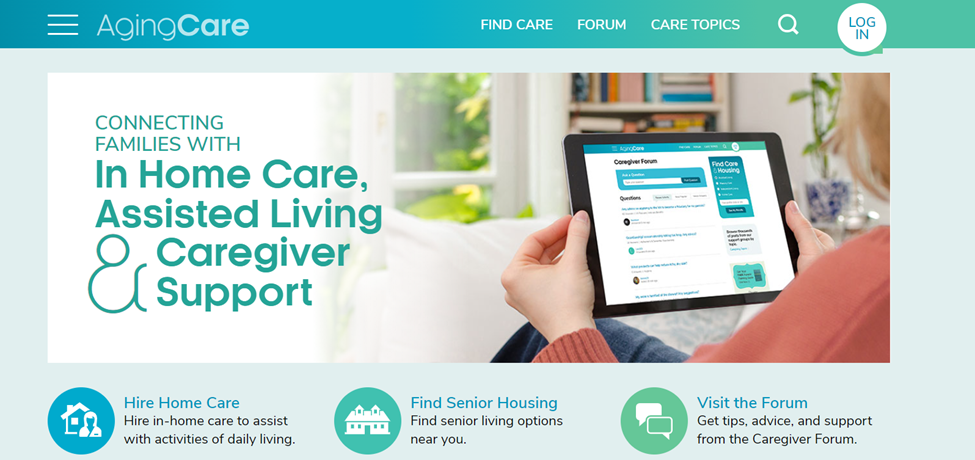 AgingCare
FIND CARE
FORUM
CARE TOPICS
LOG
IN
CONNECTING
FAMILIES WITH
In Home Care,
Assisted Living
& Caregiver
Support
AgingCare
Caregiver Forum
Find Care
& Housing
Ask a Question
Questions
Hire Home Care
Hire in-home care to assist
with activities of daily living.
Find Senior Housing
Find senior living options
near you.
Visit the Forum
Get tips, advice, and support
from the Caregiver Forum.